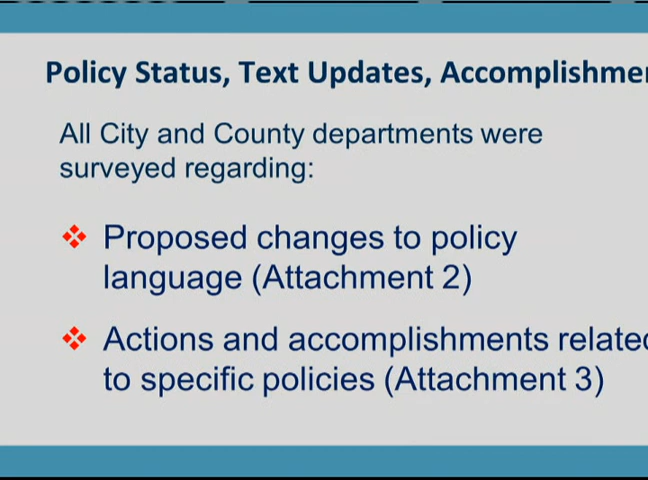 Policy Status, Text Updates, Accomplishme
All City and County departments were
surveyed regarding:
Proposed changes to policy
language (Attachment 2)
Actions and accomplishments related
to specific policies (Attachment 3)